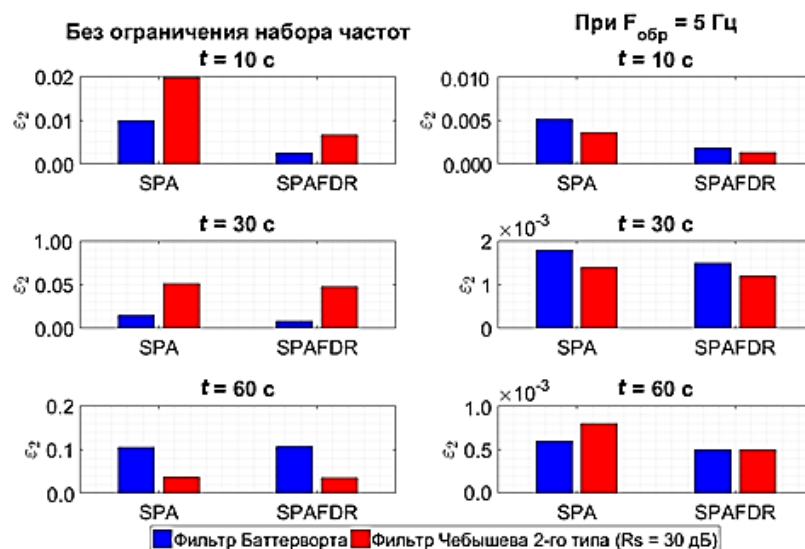 Без ограничения набора частот
t = 10 с
0.02
0.01
0.00
ε2
SPA SPAFDR
t = 30 с
1.00
0.05
0.00
ε2
SPA SPAFDR
t = 60 с
0.2
0.1
0.0
ε2
SPA SPAFDR
При Fобр = 5 Гц
t = 10 с
0.010
0.005
0.000
ε2
SPA SPAFDR
t = 30 с
×10-3
2
1
0
ε2
SPA SPAFDR
t = 60 с
×10-3
1.0
0.5
0.0
ε2
SPA SPAFDR
Фильтр Баттерворта Фильтр Чебышева 2-го типа (Rs = 30 дБ)